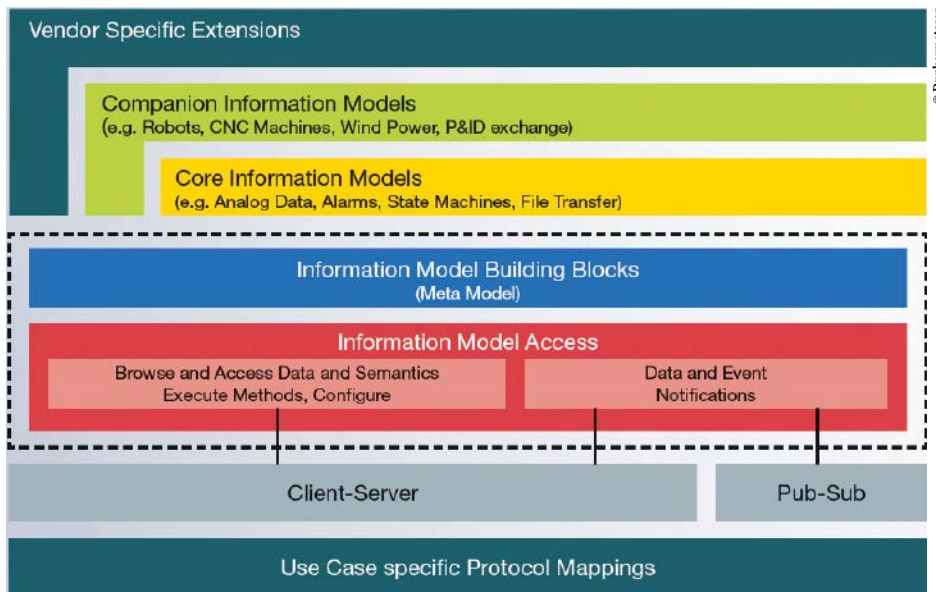 Vendor Specific Extensions
Companion Information Models
(e.g. Robots, CNC Machines, Wind Power, P&ID exchange)
Core Information Models
(e.g. Analog Data, Alarms, State Machines, File Transfer)
Information Model Building Blocks
(Meta Model)
Information Model Access
Browse and Access Data and Semantics
Execute Methods, Configure
Data and Event
Notifications
Client-Server
Pub-Sub
Use Case specific Protocol Mappings